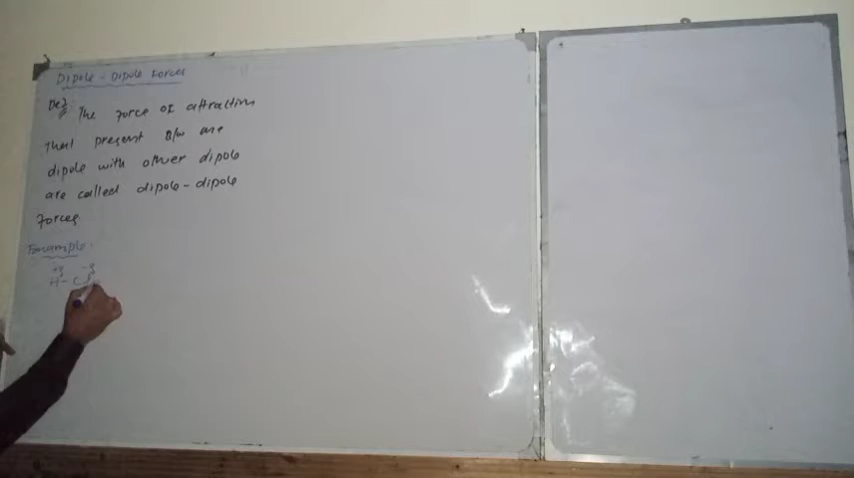 Dipole - Dipole Forces
Def: The Force of attraction
that present B/w one
dipole with other dipole
are called dipole - dipole
Forces
Example.
+δ -δ
H - Cl